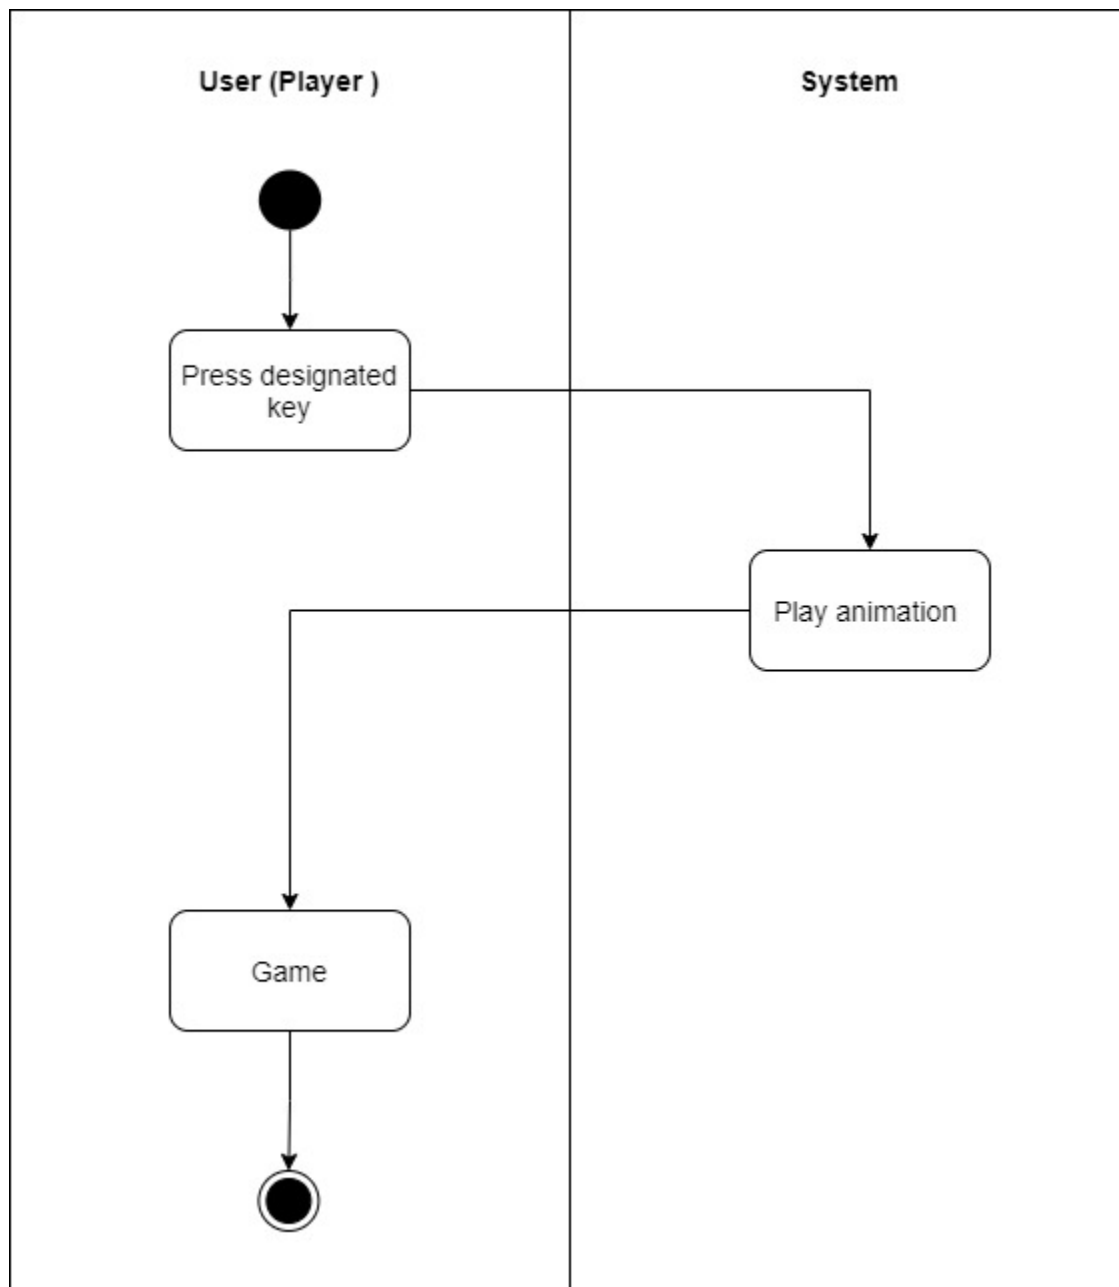 User (Player )
System
Press designated
key
Play animation
Game